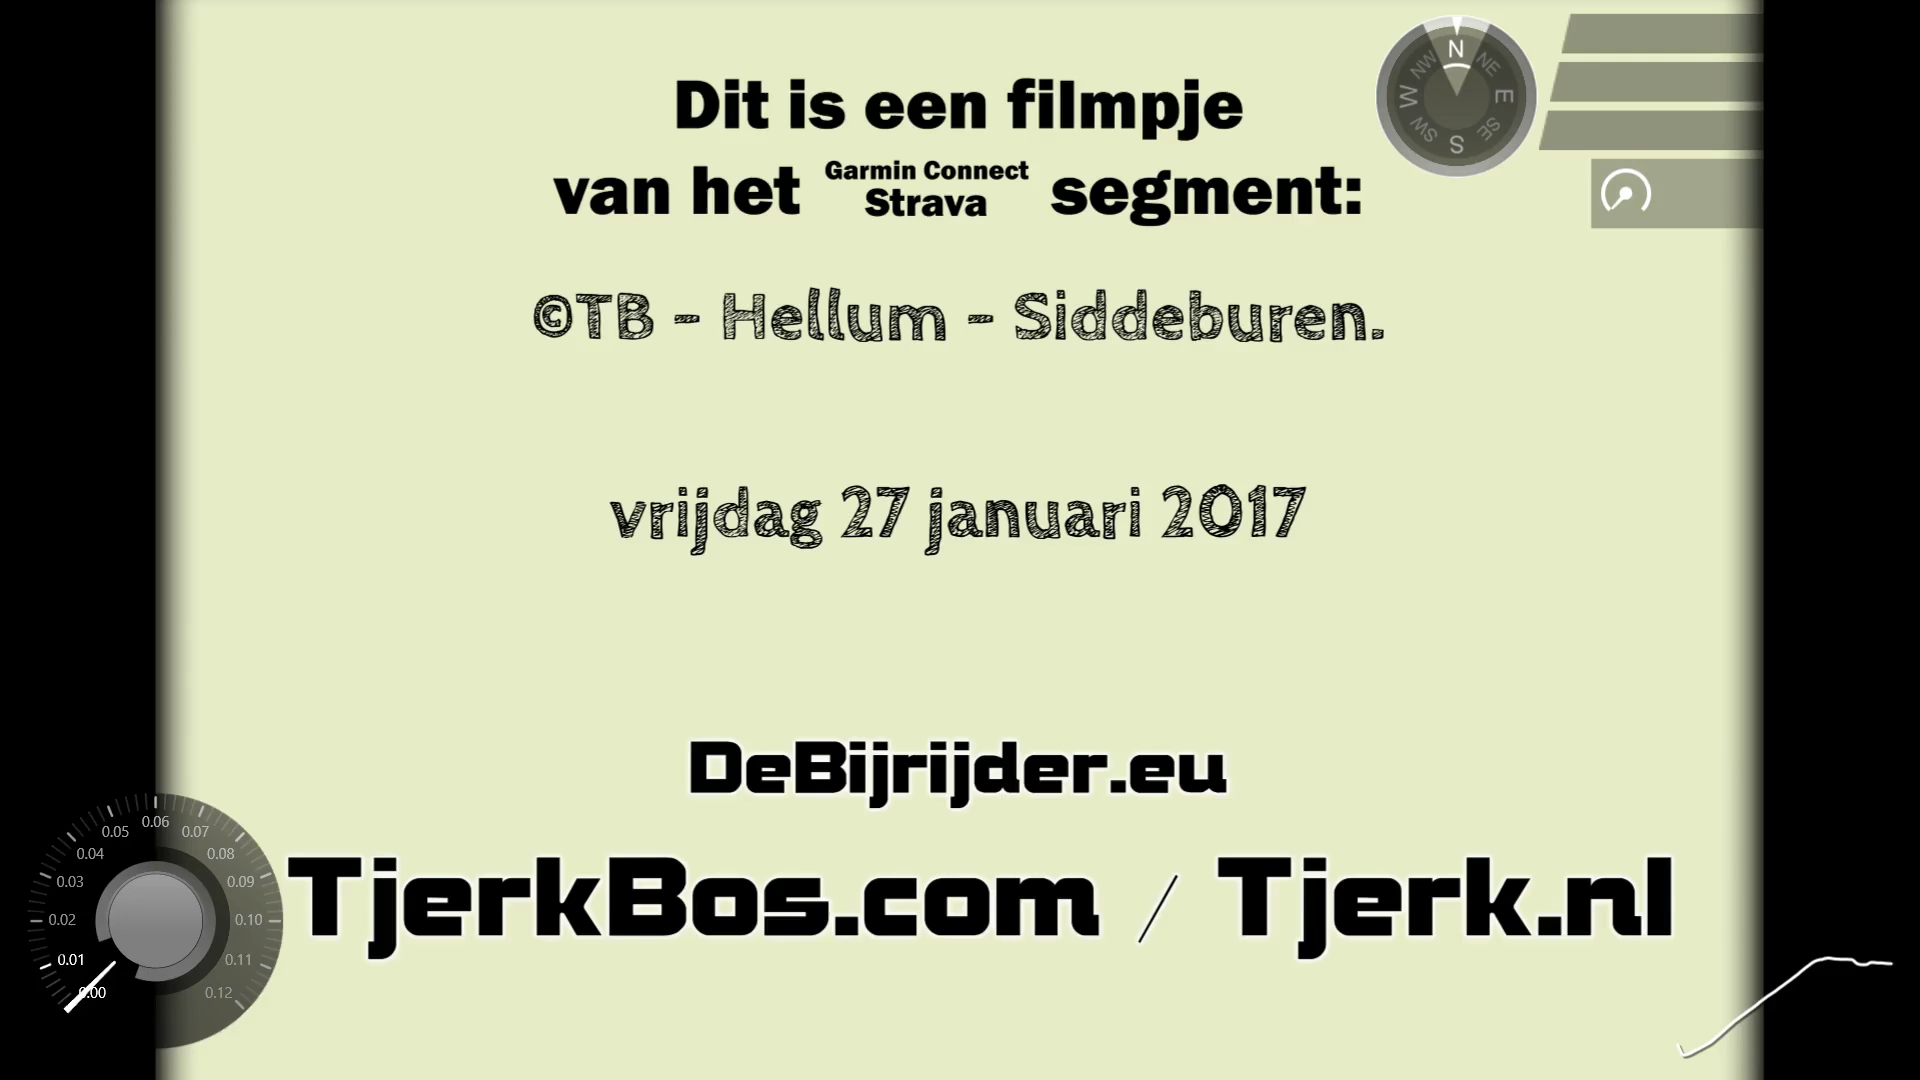 Dit is een filmpje
van het Garmin Connect Strava segment:
©TB - Hellum - Siddeburen.
vrijdag 27 januari 2017
DeBijrijder.eu
TjerkBos.com / Tjerk.nl
N
NE
E
SE
S
SW
W
NW
0.00
0.01
0.02
0.03
0.04
0.05
0.06
0.07
0.08
0.09
0.10
0.11
0.12